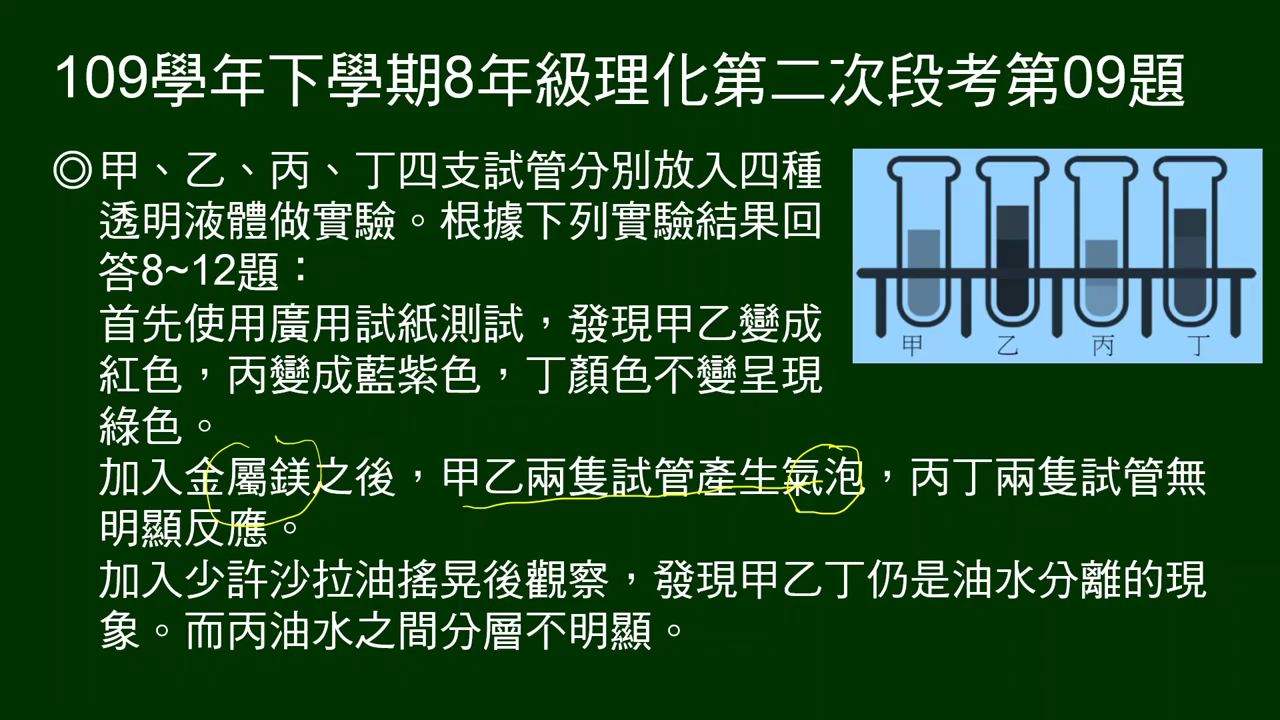 109學年下學期8年級理化第二次段考第09題
◎甲、乙、丙、丁四支試管分別放入四種
透明液體做實驗。根據下列實驗結果回
答8~12題：
首先使用廣用試紙測試，發現甲乙變成
紅色，丙變成藍紫色，丁顏色不變呈現
綠色。
加入金屬鎂之後，甲乙兩隻試管產生氣泡，丙丁兩隻試管無
明顯反應。
加入少許沙拉油搖晃後觀察，發現甲乙丁仍是油水分離的現
象。而丙油水之間分層不明顯。
甲 乙 丙 丁